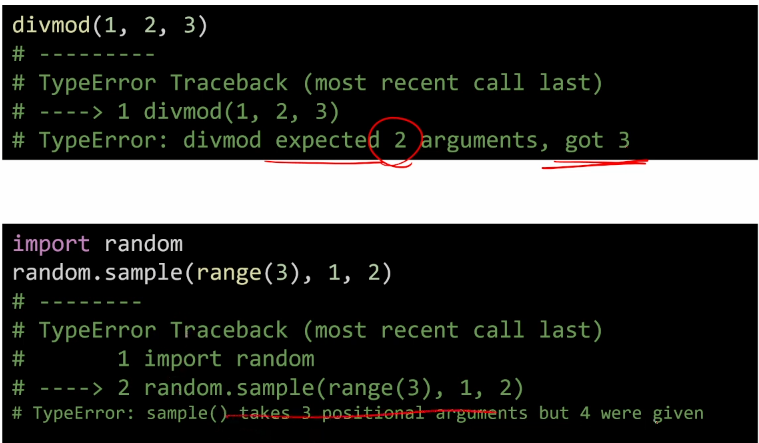 divmod(1, 2, 3)
# ---------
# TypeError Traceback (most recent call last)
# ----> 1 divmod(1, 2, 3)
# TypeError: divmod expected 2 arguments, got 3
import random
random.sample(range(3), 1, 2)
# --------
# TypeError Traceback (most recent call last)
#       1 import random
# ----> 2 random.sample(range(3), 1, 2)
# TypeError: sample() takes 3 positional arguments but 4 were given